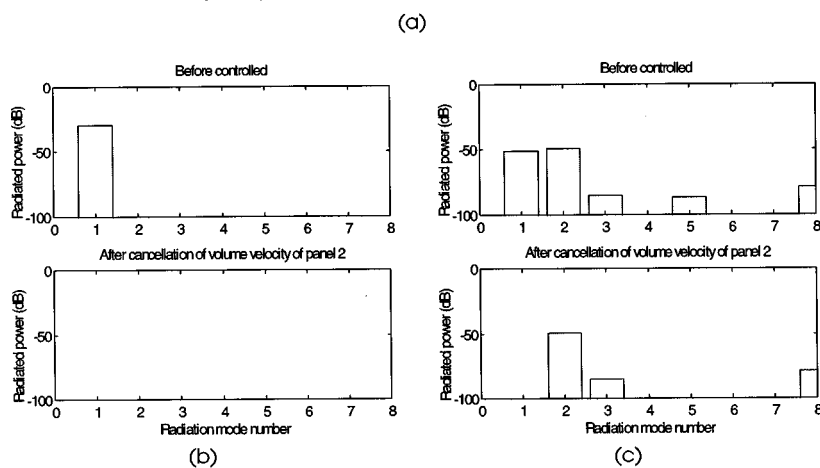 (a)
Before controlled
0
-50
-100
Radiated power (dB)
0 1 2 3 4 5 6 7 8
After cancellation of volume velocity of panel 2
0
-50
-100
Radiated power (dB)
0 1 2 3 4 5 6 7 8
Radiation mode number
(b)
Before controlled
0
-50
-100
Radiated power (dB)
0 1 2 3 4 5 6 7 8
After cancellation of volume velocity of panel 2
0
-50
-100
Radiated power (dB)
0 1 2 3 4 5 6 7 8
Radiation mode number
(c)